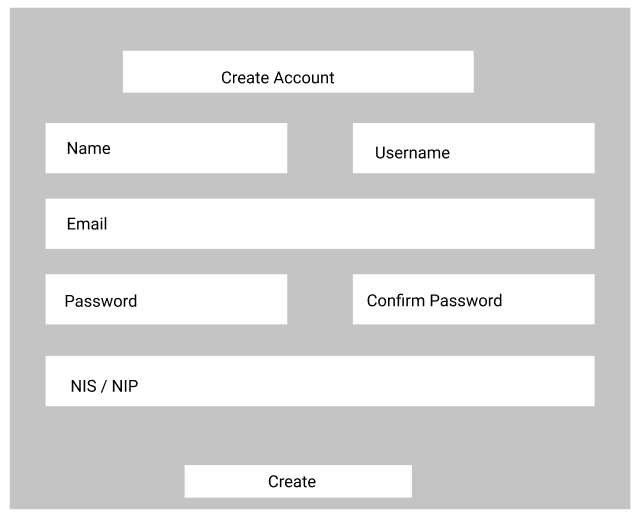 Create Account
Name
Username
Email
Password
Confirm Password
NIS / NIP
Create